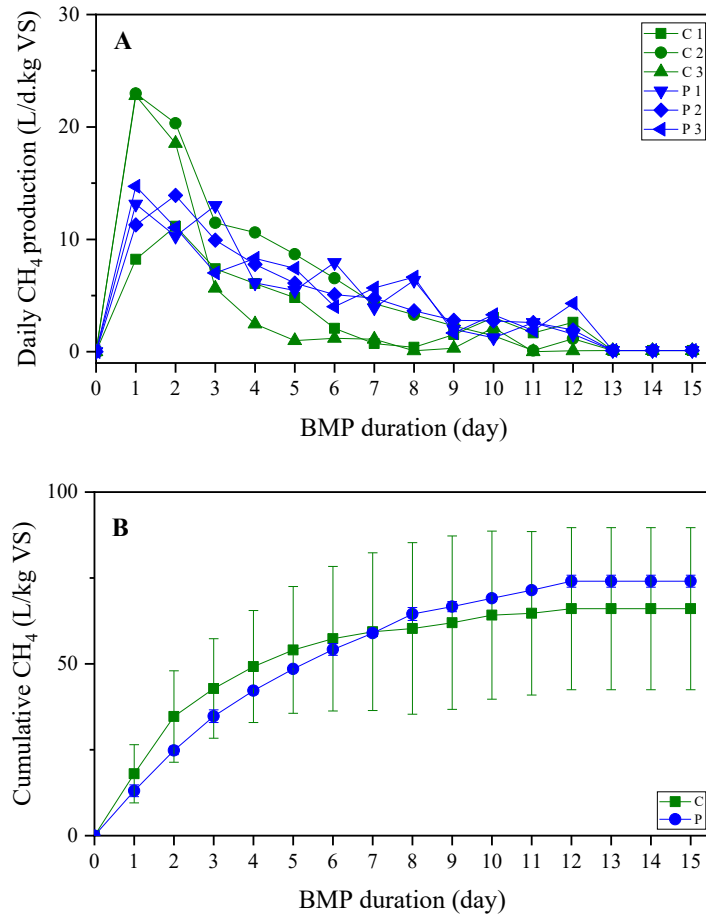 A
30
20
10
0
Daily CH4 production (L/d.kg VS)
C 1
C 2
C 3
P 1
P 2
P 3
0 1 2 3 4 5 6 7 8 9 10 11 12 13 14 15
BMP duration (day)
B
100
50
0
Cumulative CH4 (L/kg VS)
C
P
0 1 2 3 4 5 6 7 8 9 10 11 12 13 14 15
BMP duration (day)